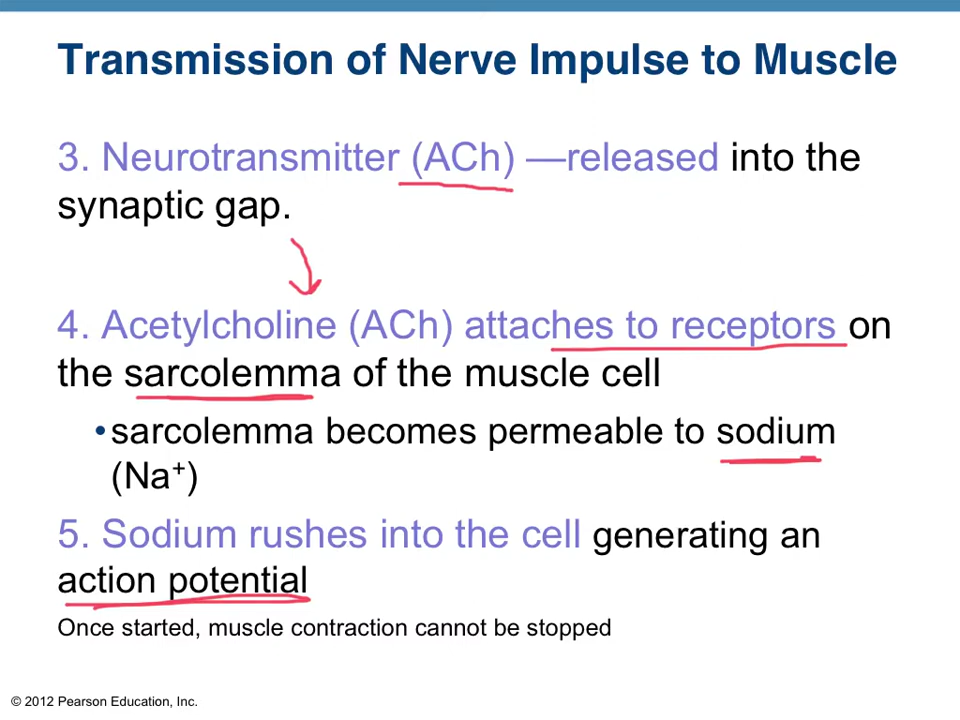 Transmission of Nerve Impulse to Muscle
3. Neurotransmitter (ACh) —released into the
synaptic gap.
4. Acetylcholine (ACh) attaches to receptors on
the sarcolemma of the muscle cell
•sarcolemma becomes permeable to sodium
(Na⁺)
5. Sodium rushes into the cell generating an
action potential
Once started, muscle contraction cannot be stopped
© 2012 Pearson Education, Inc.